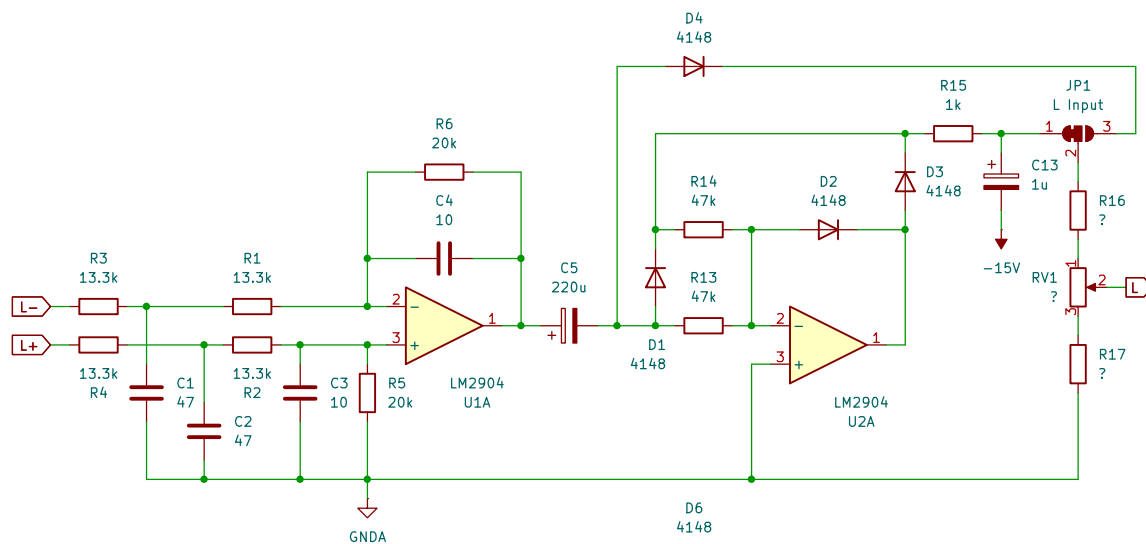 D4
4148
R15
1k
JP1
L Input
1
3
2
R6
20k
C4
10
R14
47k
D2
4148
D3
4148
+
C13
1u
-15V
R16
?
R3
13.3k
R1
13.3k
C5
220u
+
R13
47k
D1
4148
RV1
?
1
2
3
L
L-
L+
2
-
3
+
1
LM2904
U1A
2
-
3
+
1
LM2904
U2A
13.3k
R4
13.3k
R2
C1
47
C2
47
C3
10
R5
20k
R17
?
GNDA
D6
4148